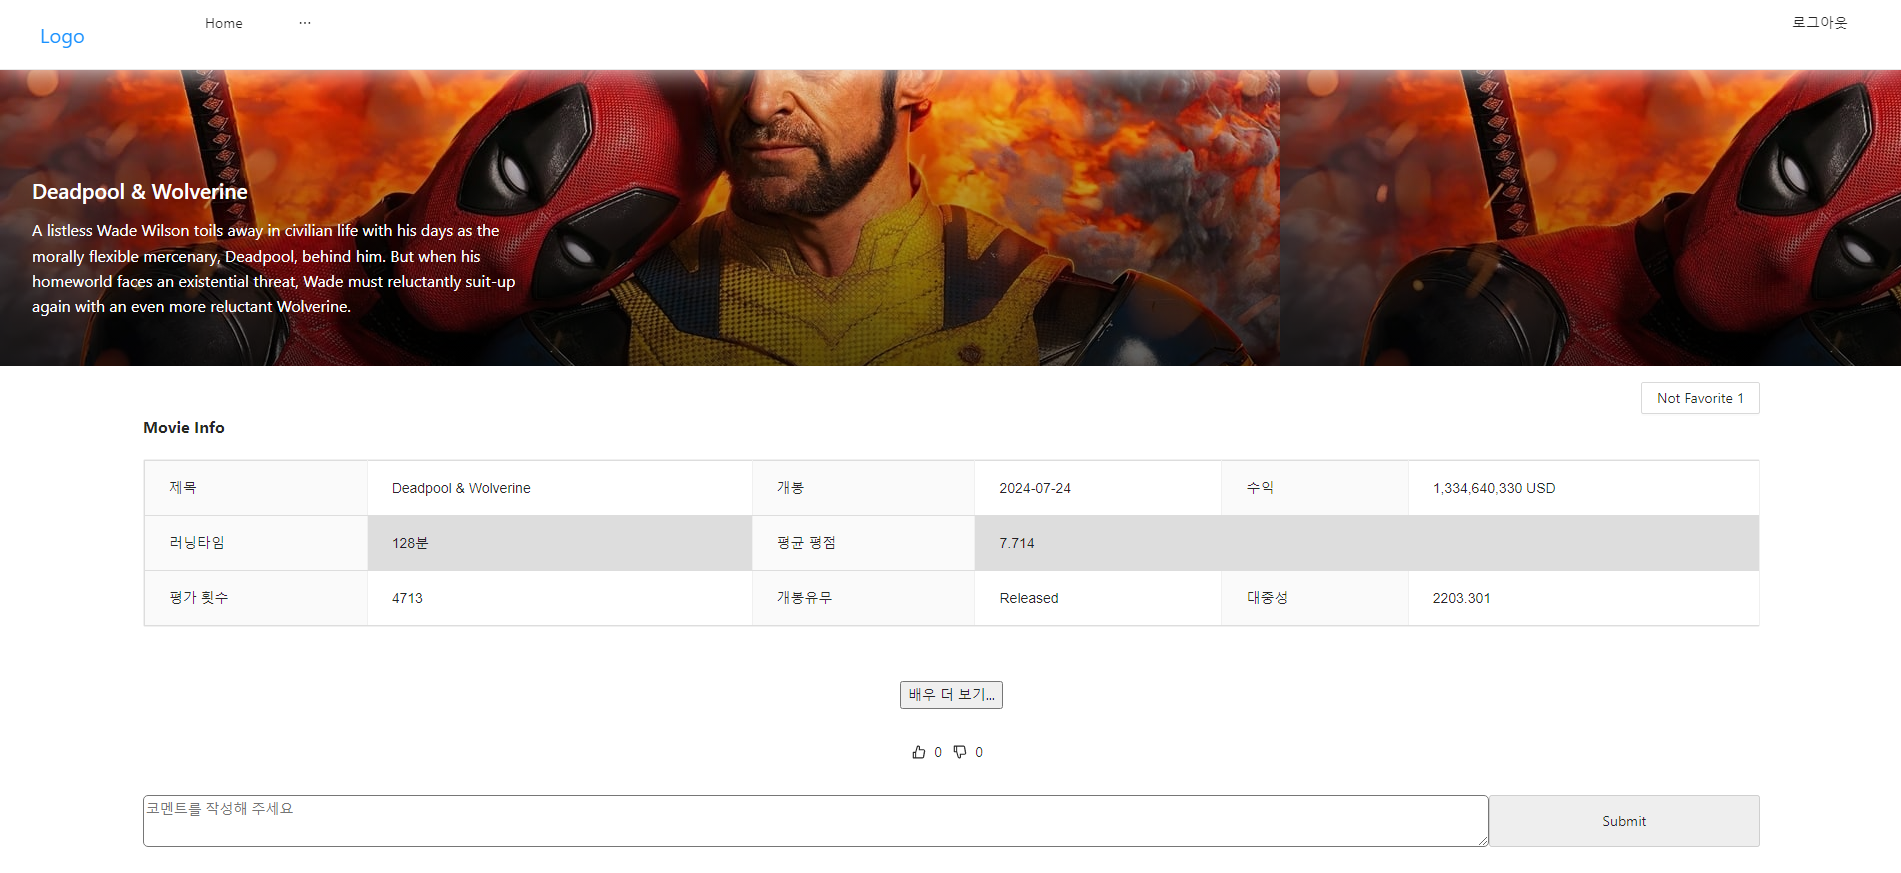 Logo
Home
···
로그아웃
Deadpool & Wolverine
A listless Wade Wilson toils away in civilian life with his days as the
morally flexible mercenary, Deadpool, behind him. But when his
homeworld faces an existential threat, Wade must reluctantly suit-up
again with an even more reluctant Wolverine.
Not Favorite 1
Movie Info
제목 Deadpool & Wolverine 개봉 2024-07-24 수익 1,334,640,330 USD
러닝타임 128분 평균 평점 7.714
평가 횟수 4713 개봉유무 Released 대중성 2203.301
배우 더 보기...
0 0
코멘트를 작성해 주세요
Submit